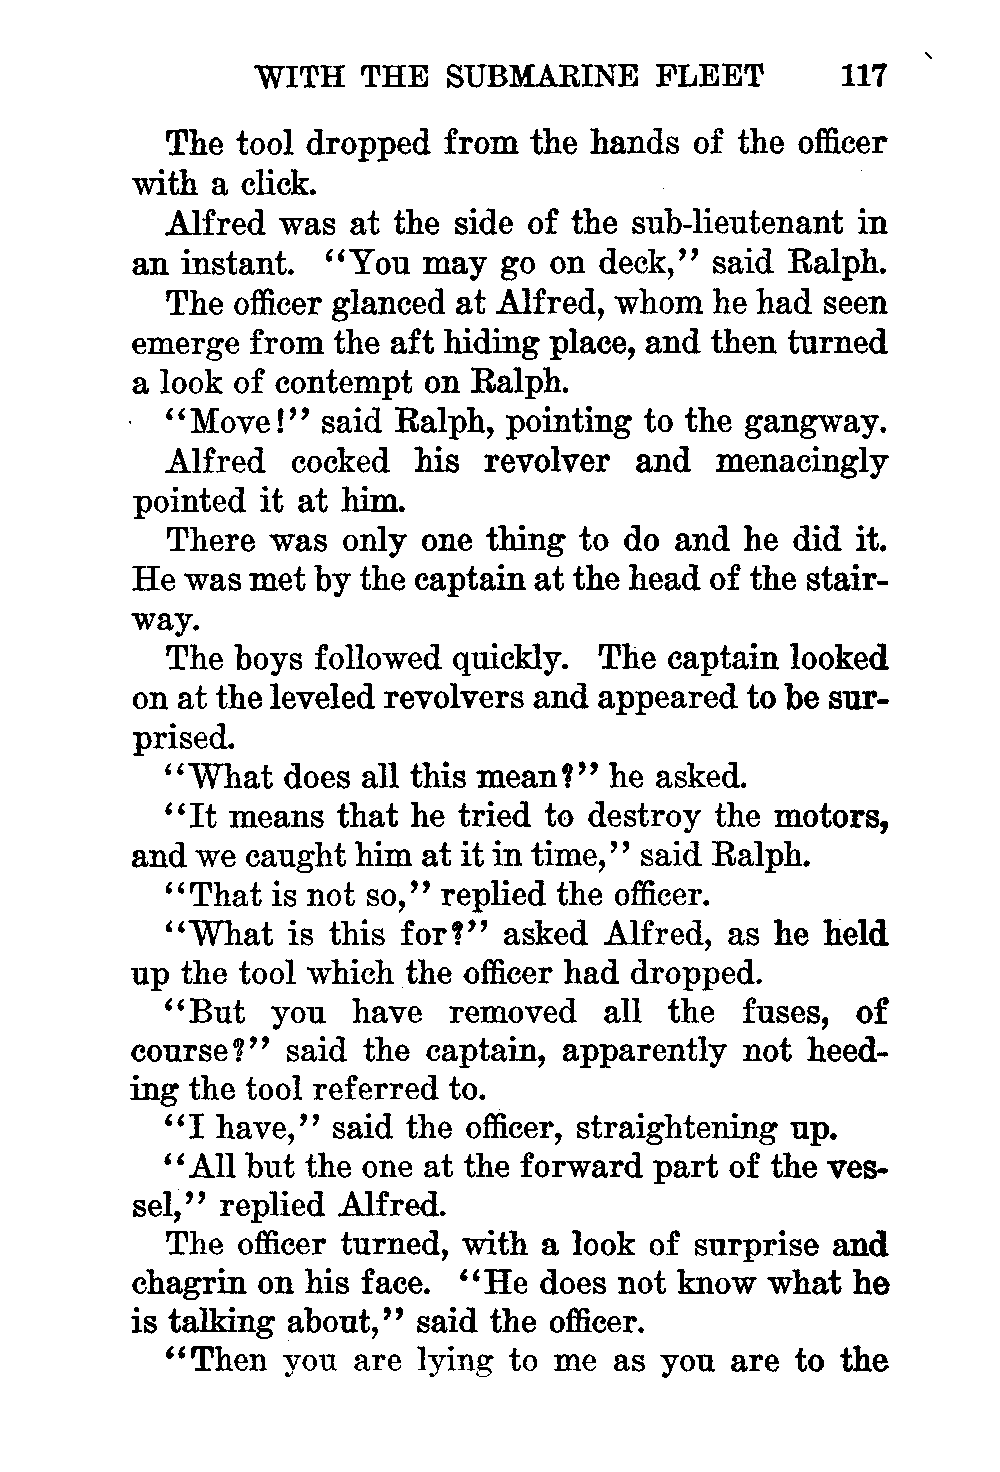 WITH THE SUBMARINE FLEET 117
The tool dropped from the hands of the officer
with a click.
Alfred was at the side of the sub-lieutenant in
an instant. “You may go on deck,” said Ralph.
The officer glanced at Alfred, whom he had seen
emerge from the aft hiding place, and then turned
a look of contempt on Ralph.
“Move!” said Ralph, pointing to the gangway.
Alfred cocked his revolver and menacingly
pointed it at him.
There was only one thing to do and he did it.
He was met by the captain at the head of the stair-
way.
The boys followed quickly. The captain looked
on at the leveled revolvers and appeared to be sur-
prised.
“What does all this mean?” he asked.
“It means that he tried to destroy the motors,
and we caught him at it in time,” said Ralph.
“That is not so,” replied the officer.
“What is this for?” asked Alfred, as he held
up the tool which the officer had dropped.
“But you have removed all the fuses, of
course?” said the captain, apparently not heed-
ing the tool referred to.
“I have,” said the officer, straightening up.
“All but the one at the forward part of the ves-
sel,” replied Alfred.
The officer turned, with a look of surprise and
chagrin on his face. “He does not know what he
is talking about,” said the officer.
“Then you are lying to me as you are to the